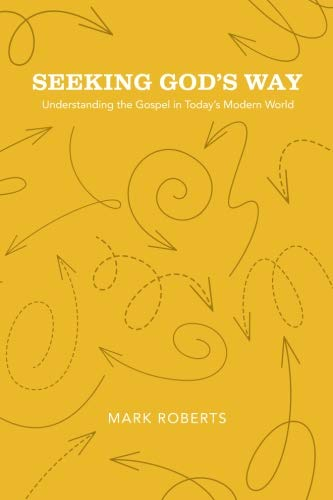 SEEKING GOD'S WAY
Understanding the Gospel in Today's Modern World
MARK ROBERTS